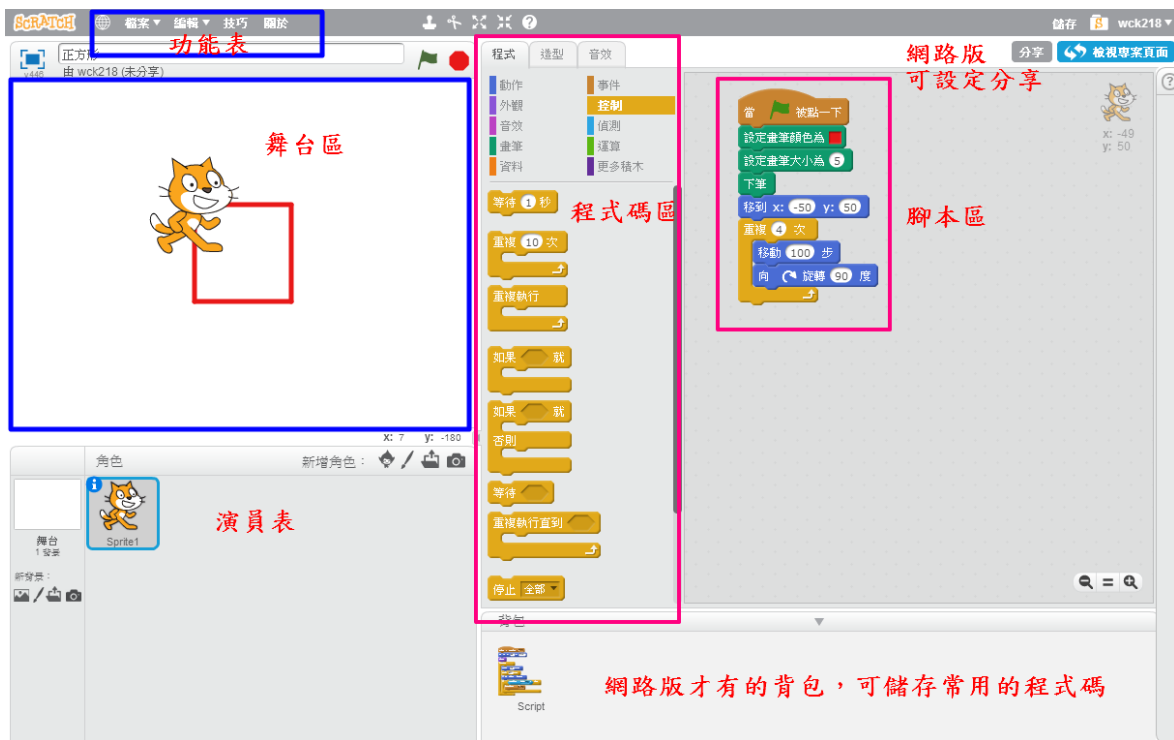 SCRATCH 檔案▼ 編輯▼ 技巧 關於
儲存 wck218▼
功能表
v446
正方形
由 wck218 (未分享)
舞台區
X: 7 y: -180
角色
新增角色：
舞台
1 背景
新背景：
Sprite1
演員表
程式 造型 音效
動作 事件
外觀 控制
音效 偵測
畫筆 運算
資料 更多積木
程式碼區
等待 1 秒
重複 10 次
重複執行
如果 就
如果 就
否則
等待
重複執行直到
停止 全部▼
網路版
可設定分享
分享 檢視專案頁面
當 被點一下
設定畫筆顏色為
設定畫筆大小為 5
下筆
移到 x: -50 y: 50
重複 4 次
移動 100 步
向 旋轉 90 度
腳本區
x: -49
y: 50
背包
Script
網路版才有的背包，可儲存常用的程式碼